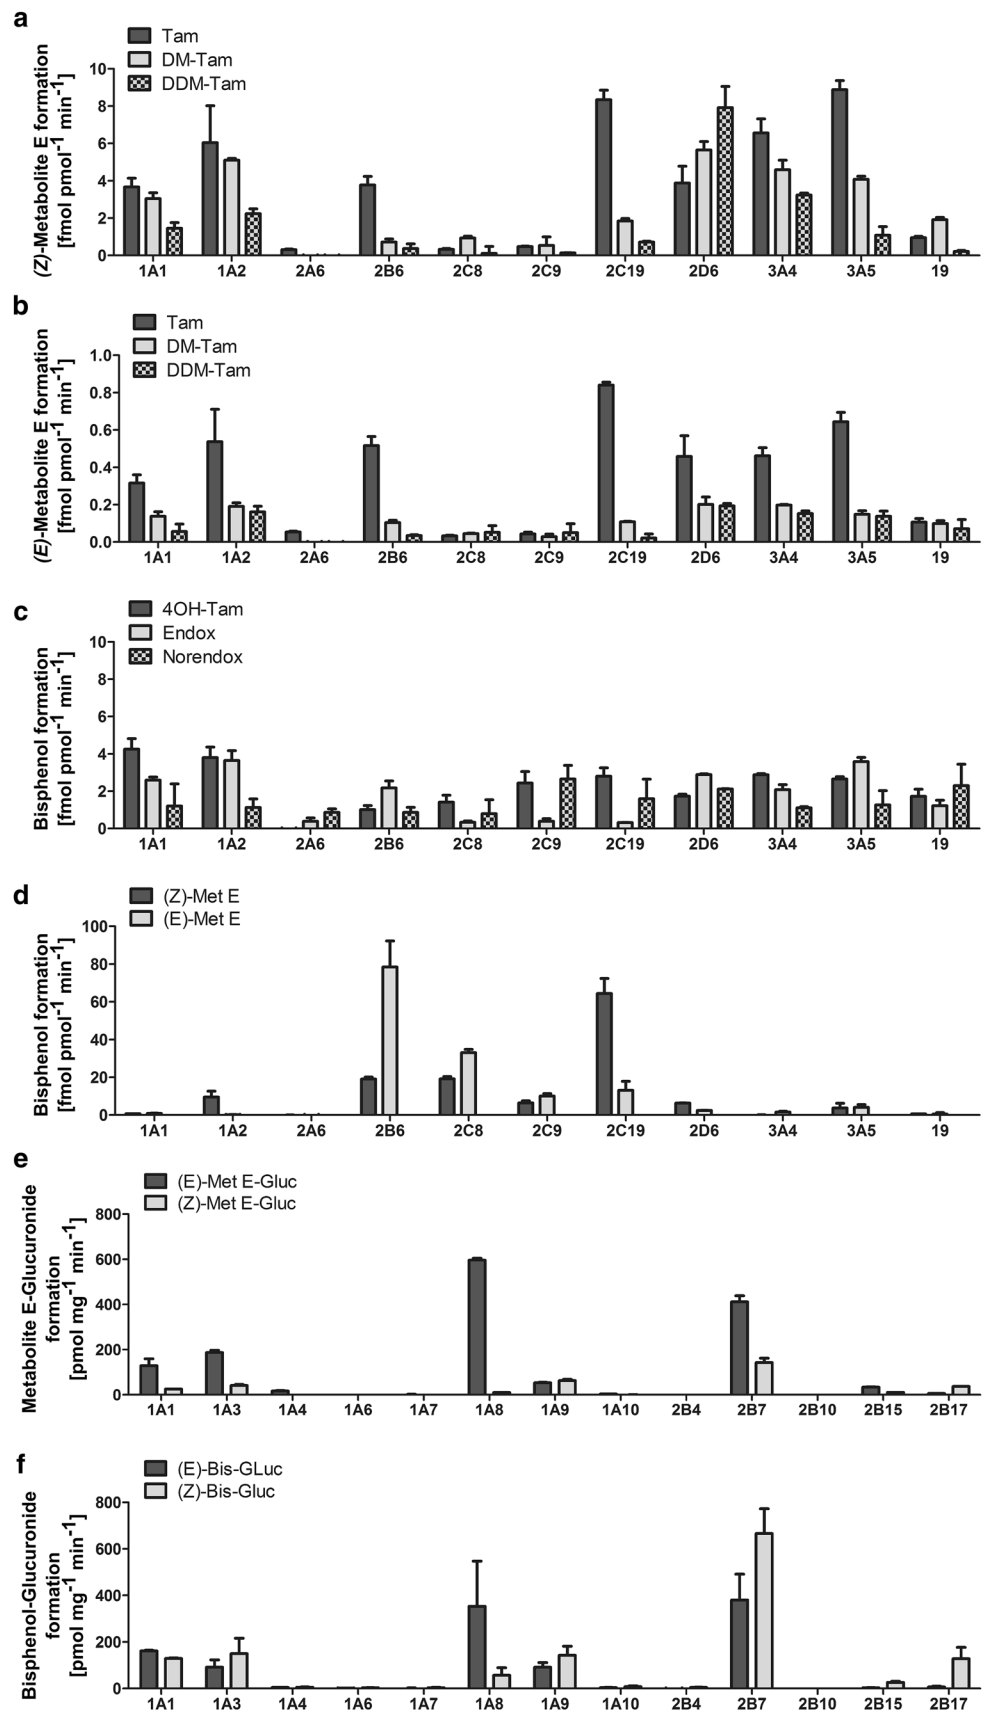 a
Tam
DM-Tam
DDM-Tam
(Z)-Metabolite E formation
[fmol pmol-1 min-1]
10
8
6
4
2
0
1A1 1A2 2A6 2B6 2C8 2C9 2C19 2D6 3A4 3A5 19
b
Tam
DM-Tam
DDM-Tam
(E)-Metabolite E formation
[fmol pmol-1 min-1]
1.0
0.8
0.6
0.4
0.2
0.0
1A1 1A2 2A6 2B6 2C8 2C9 2C19 2D6 3A4 3A5 19
c
4OH-Tam
Endox
Norendox
Bisphenol formation
[fmol pmol-1 min-1]
10
8
6
4
2
0
1A1 1A2 2A6 2B6 2C8 2C9 2C19 2D6 3A4 3A5 19
d
(Z)-Met E
(E)-Met E
Bisphenol formation
[fmol pmol-1 min-1]
100
80
60
40
20
0
1A1 1A2 2A6 2B6 2C8 2C9 2C19 2D6 3A4 3A5 19
e
(E)-Met E-Gluc
(Z)-Met E-Gluc
Metabolite E-Glucuronide
formation
[pmol mg-1 min-1]
800
600
400
200
0
1A1 1A3 1A4 1A6 1A7 1A8 1A9 1A10 2B4 2B7 2B10 2B15 2B17
f
(E)-Bis-GLuc
(Z)-Bis-Gluc
Bisphenol-Glucuronide
formation
[pmol mg-1 min-1]
800
600
400
200
0
1A1 1A3 1A4 1A6 1A7 1A8 1A9 1A10 2B4 2B7 2B10 2B15 2B17